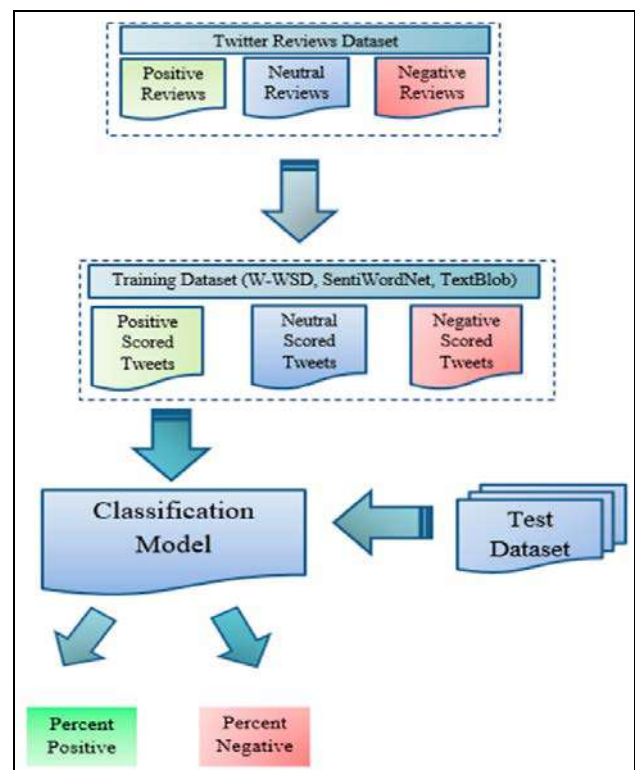 Twitter Reviews Dataset
Positive
Reviews
Neutral
Reviews
Negative
Reviews
Training Dataset (W-WSD, SentiWordNet, TextBlob)
Positive
Scored
Tweets
Neutral
Scored
Tweets
Negative
Scored
Tweets
Classification
Model
Test
Dataset
Percent
Positive
Percent
Negative